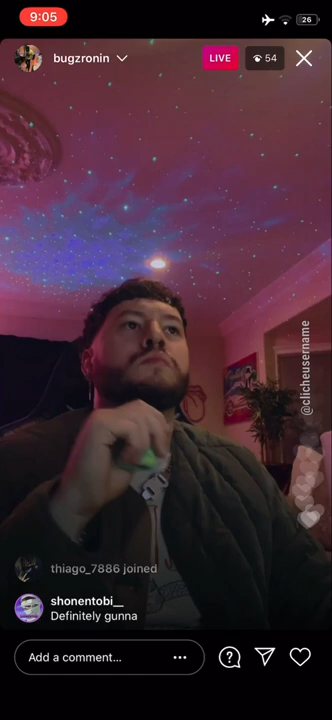 9:05
26
bugzronin
LIVE
54
@clicheusername
thiago_7886 joined
shonentobi__
Definitely gunna
Add a comment...